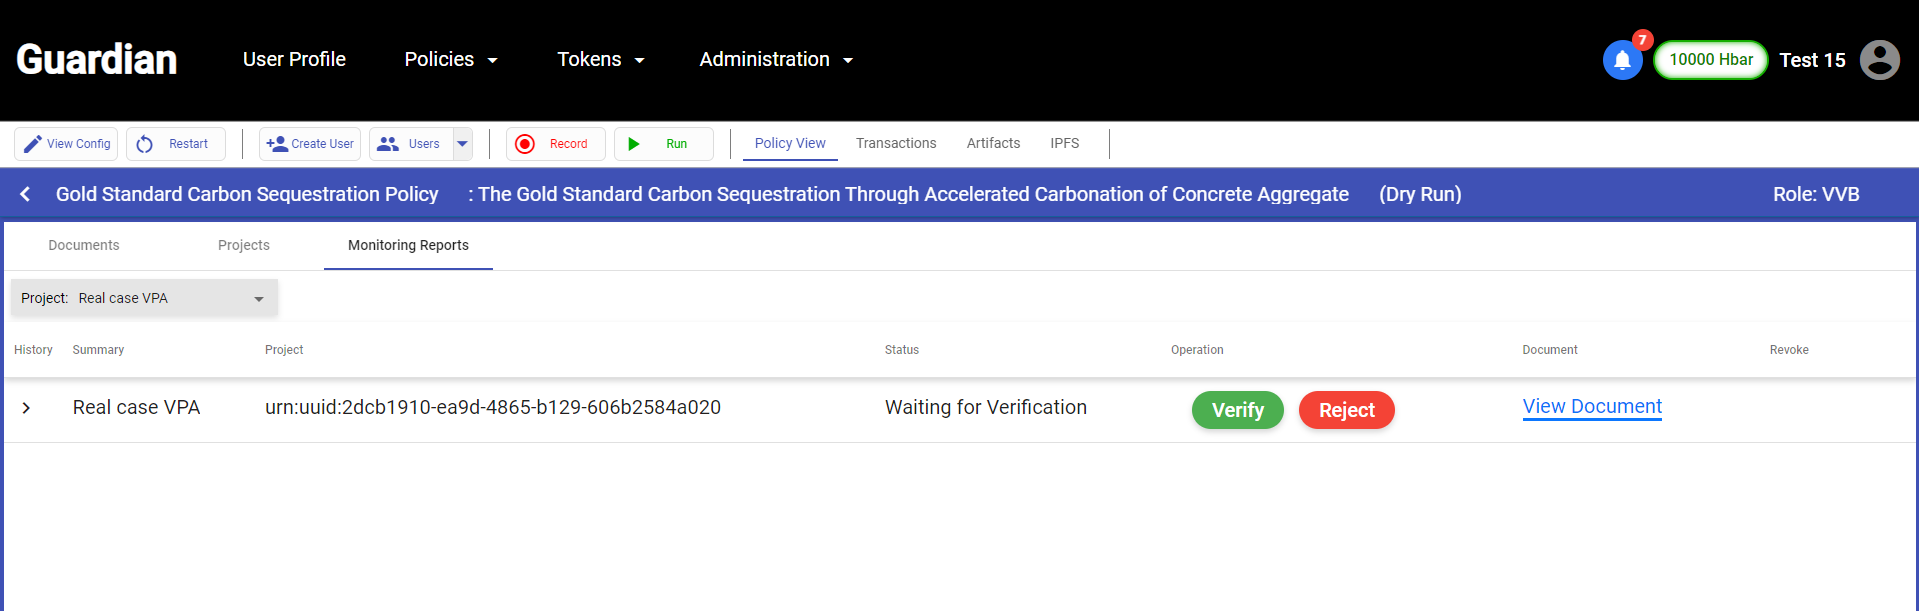 Guardian User Profile Policies Tokens Administration 7 10000 Hbar Test 15
View Config Restart Create User Users Record Run Policy View Transactions Artifacts IPFS
Gold Standard Carbon Sequestration Policy : The Gold Standard Carbon Sequestration Through Accelerated Carbonation of Concrete Aggregate (Dry Run) Role: VVB
Documents Projects Monitoring Reports
Project: Real case VPA
History Summary Project Status Operation Document Revoke
Real case VPA urn:uuid:2dcb1910-ea9d-4865-b129-606b2584a020 Waiting for Verification Verify Reject View Document